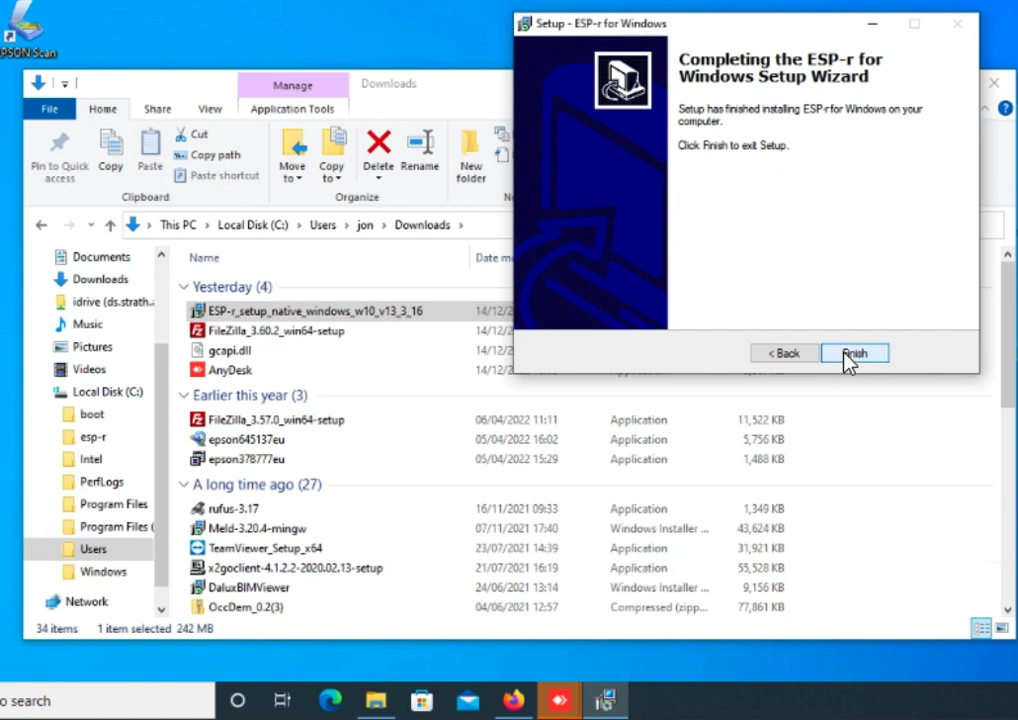 EPSON Scan
Manage
Downloads
File
Home
Share
View
Application Tools
Pin to Quick
access
Copy
Paste
Cut
Copy path
Paste shortcut
Clipboard
Move
to
Copy
to
Delete
Rename
Organize
New
folder
This PC
Local Disk (C:)
Users
jon
Downloads
Documents
Downloads
idrive (ds.strath.
Music
Pictures
Videos
Local Disk (C:)
boot
esp-r
Intel
PerfLogs
Program Files
Program Files (
Users
Windows
Network
Name
Date m
Yesterday (4)
ESP-r_setup_native_windows_w10_v13_3_16 14/12/2
FileZilla_3.60.2_win64-setup 14/12/2
gcapi.dll 14/12/2
AnyDesk 14/12/2
Earlier this year (3)
FileZilla_3.57.0_win64-setup 06/04/2022 11:11 Application 11,522 KB
epson645137eu 05/04/2022 16:02 Application 5,756 KB
epson378777eu 05/04/2022 15:29 Application 1,488 KB
A long time ago (27)
rufus-3.17 16/11/2021 09:33 Application 1,349 KB
Meld-3.20.4-mingw 07/11/2021 17:40 Windows Installer ... 43,624 KB
TeamViewer_Setup_x64 23/07/2021 14:39 Application 31,921 KB
x2goclient-4.1.2.2-2020.02.13-setup 21/07/2021 16:19 Application 55,528 KB
DaluxBIMViewer 24/06/2021 13:14 Windows Installer ... 9,156 KB
OccDem_0.2(3) 04/06/2021 12:57 Compressed (zipp... 77,861 KB
34 items 1 item selected 242 MB
Setup - ESP-r for Windows
Completing the ESP-r for
Windows Setup Wizard
Setup has finished installing ESP-r for Windows on your
computer.
Click Finish to exit Setup.
< Back
Finish
o search